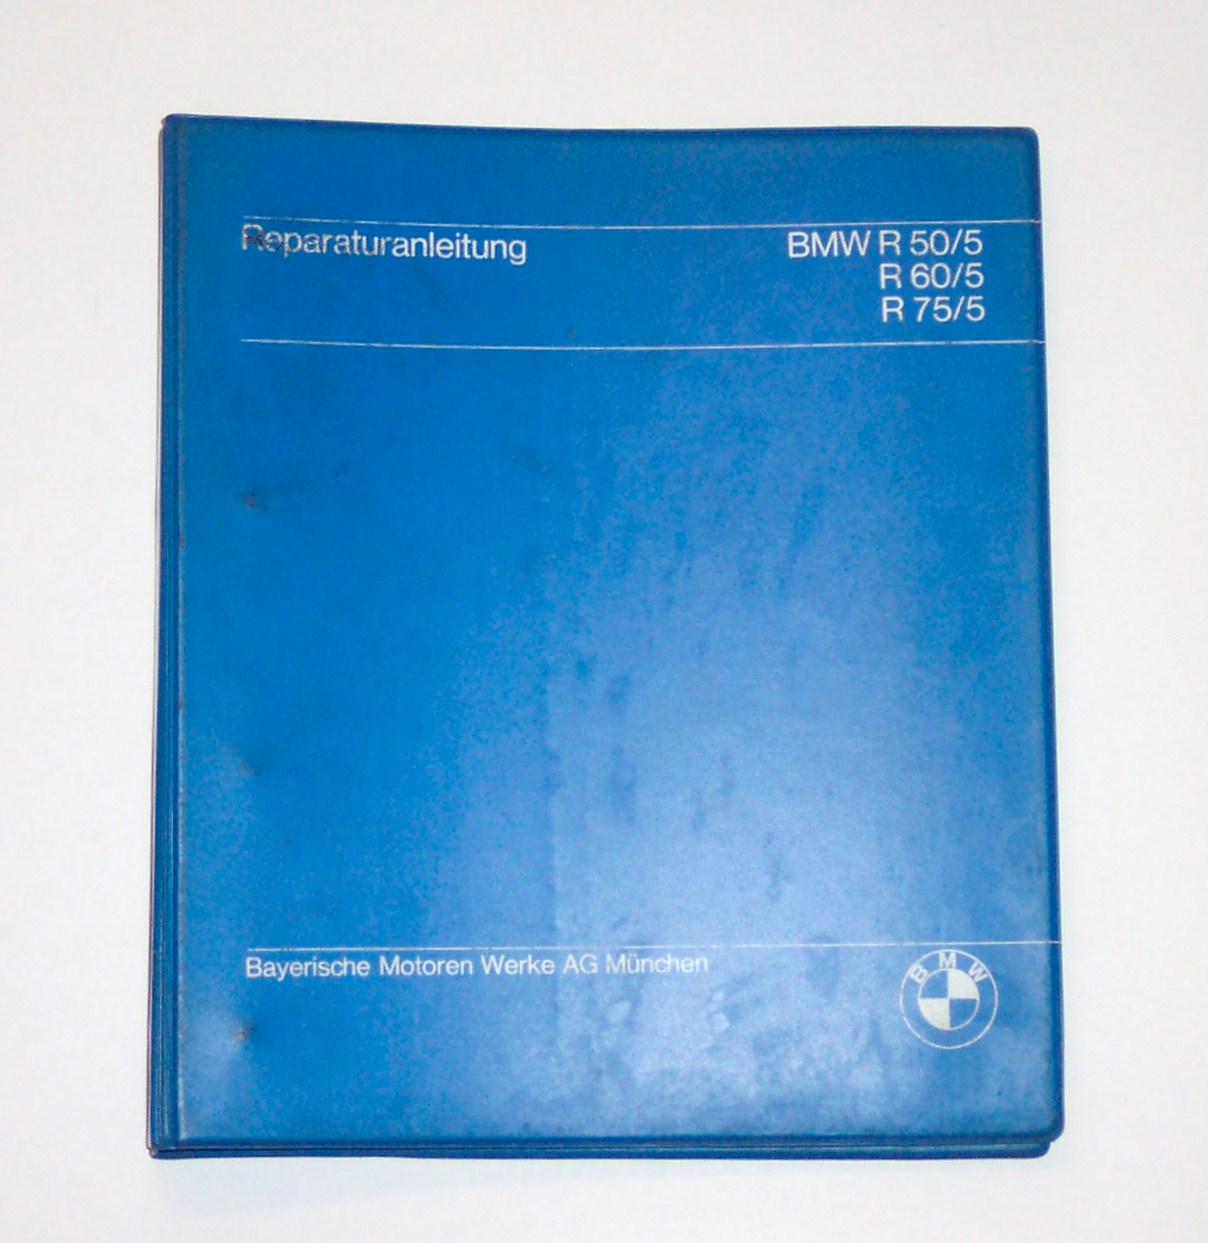 Reparaturanleitung
BMW R 50/5
R 60/5
R 75/5
Bayerische Motoren Werke AG München
BMW